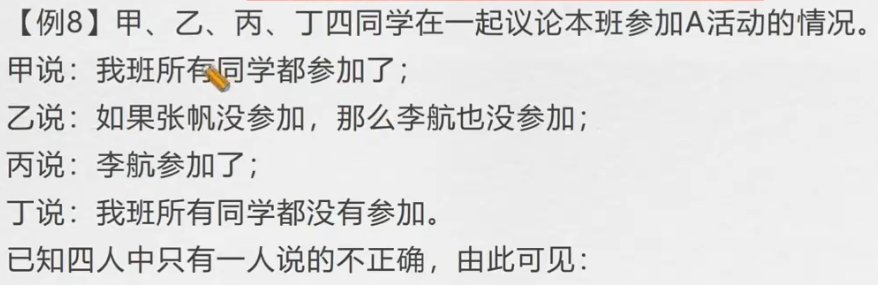 【例8】甲、乙、丙、丁四同学在一起议论本班参加A活动的情况。
甲说：我班所有同学都参加了；
乙说：如果张帆没参加，那么李航也没参加；
丙说：李航参加了；
丁说：我班所有同学都没有参加。
已知四人中只有一人说的不正确，由此可见：